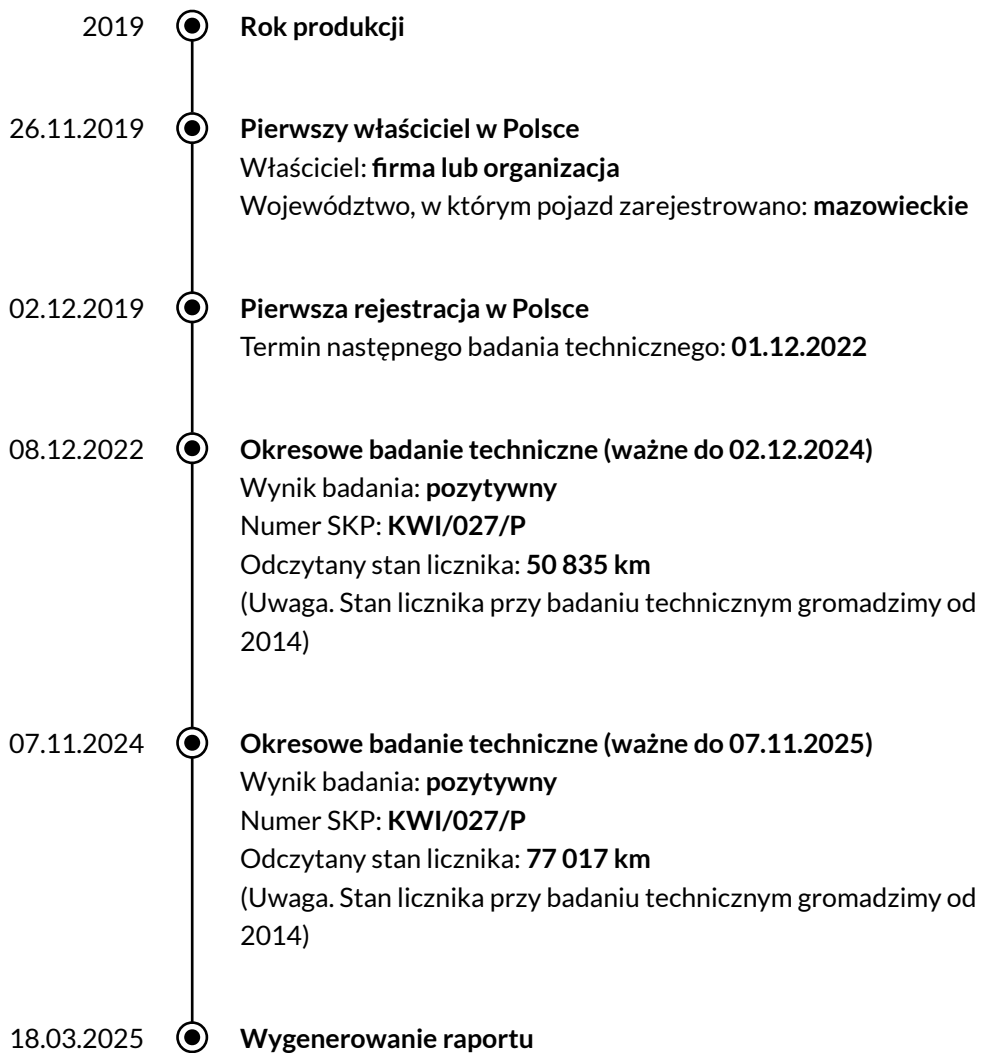 2019 Rok produkcji
26.11.2019 Pierwszy właściciel w Polsce
Właściciel: firma lub organizacja
Województwo, w którym pojazd zarejestrowano: mazowieckie
02.12.2019 Pierwsza rejestracja w Polsce
Termin następnego badania technicznego: 01.12.2022
08.12.2022 Okresowe badanie techniczne (ważne do 02.12.2024)
Wynik badania: pozytywny
Numer SKP: KWI/027/P
Odczytany stan licznika: 50 835 km
(Uwaga. Stan licznika przy badaniu technicznym gromadzimy od
2014)
07.11.2024 Okresowe badanie techniczne (ważne do 07.11.2025)
Wynik badania: pozytywny
Numer SKP: KWI/027/P
Odczytany stan licznika: 77 017 km
(Uwaga. Stan licznika przy badaniu technicznym gromadzimy od
2014)
18.03.2025 Wygenerowanie raportu